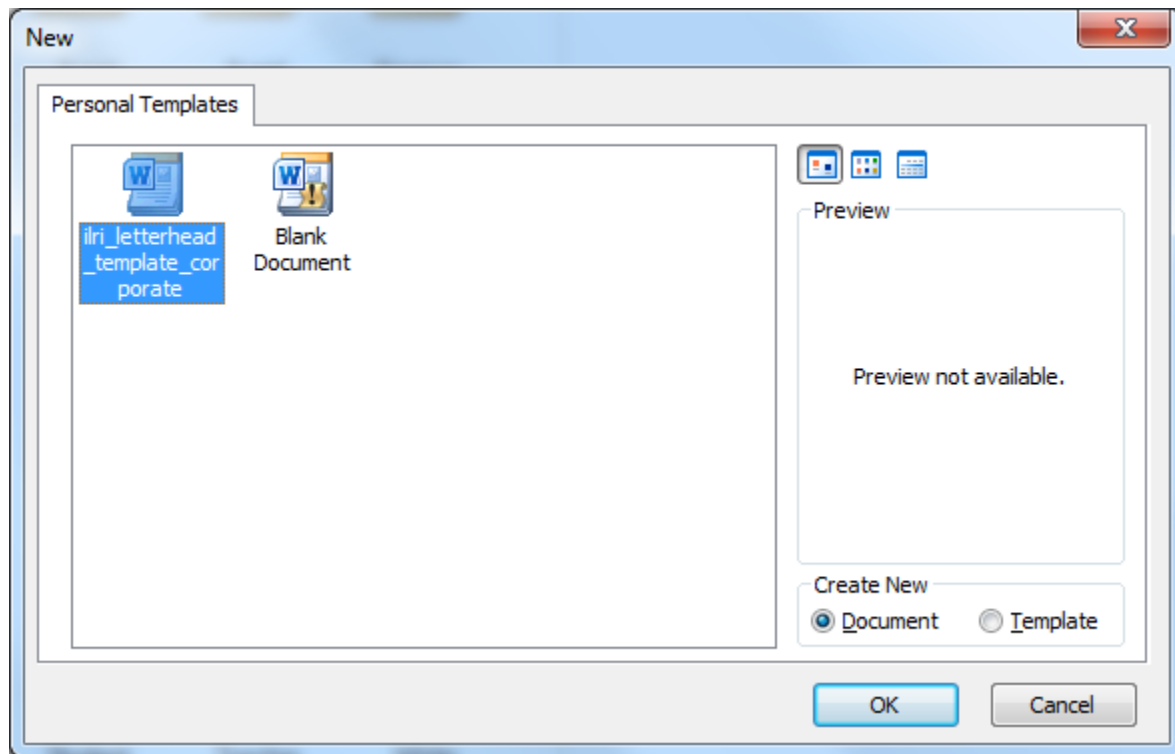 New
Personal Templates
ilri_letterhead
_template_cor
porate
Blank
Document
Preview
Preview not available.
Create New
Document
Template
OK
Cancel